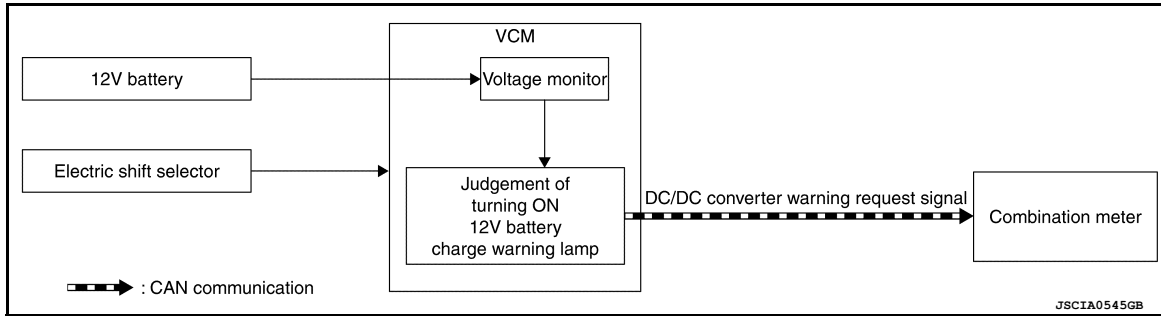 VCM
12V battery
Voltage monitor
Electric shift selector
Judgement of
turning ON
12V battery
charge warning lamp
DC/DC converter warning request signal
Combination meter
: CAN communication
JSCIA0545GB